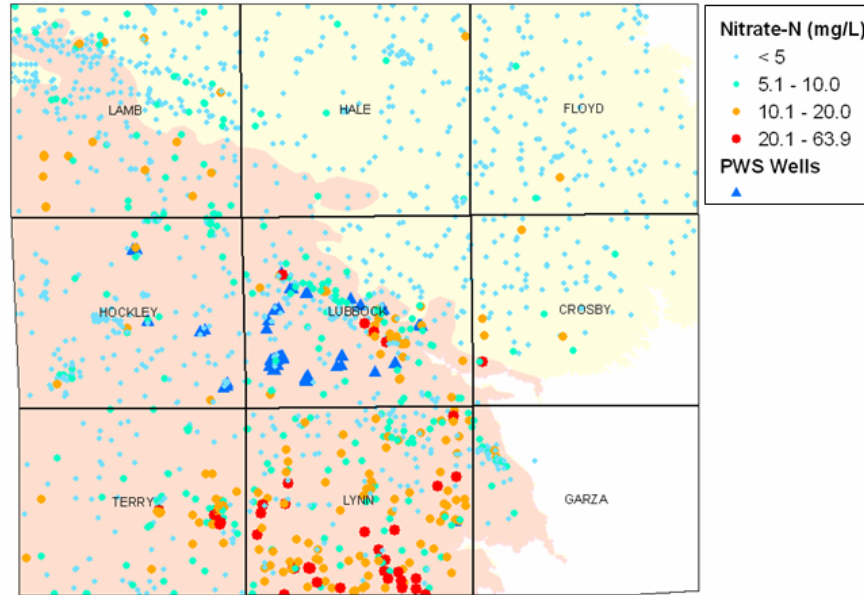 Nitrate-N (mg/L)
< 5
5.1 - 10.0
10.1 - 20.0
20.1 - 63.9
PWS Wells
LAMB
HALE
FLOYD
HOCKLEY
LUBBOCK
CROSBY
TERRY
LYNN
GARZA